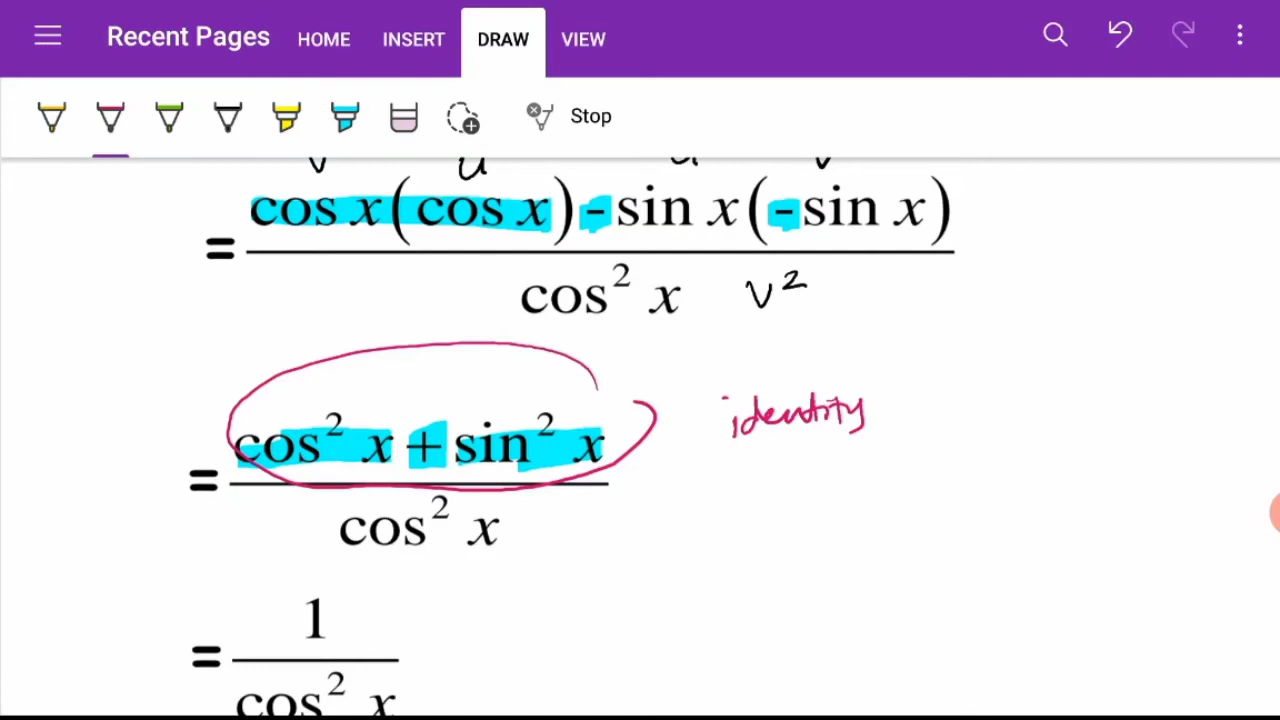 Recent Pages HOME INSERT DRAW VIEW
Stop
v u u v
= cos x(cos x) - sin x(-sin x)
cos² x v²
= cos² x + sin² x identity
cos² x
= 1
cos² x